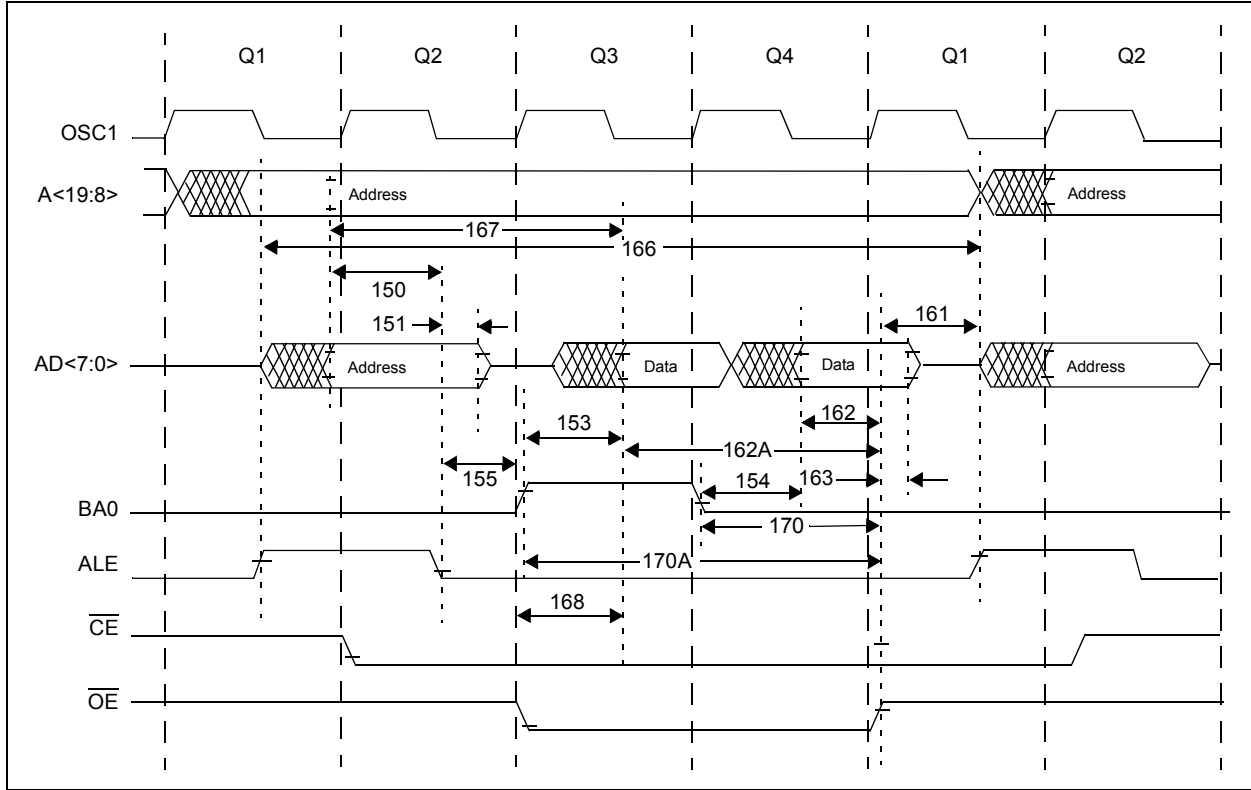 Q1 Q2 Q3 Q4 Q1 Q2
OSC1
A<19:8> Address Address
167
166
150
151 161
AD<7:0> Address Data Data Address
162
153 162A
155 154 163
BA0
170
ALE 170A
168
CE
OE